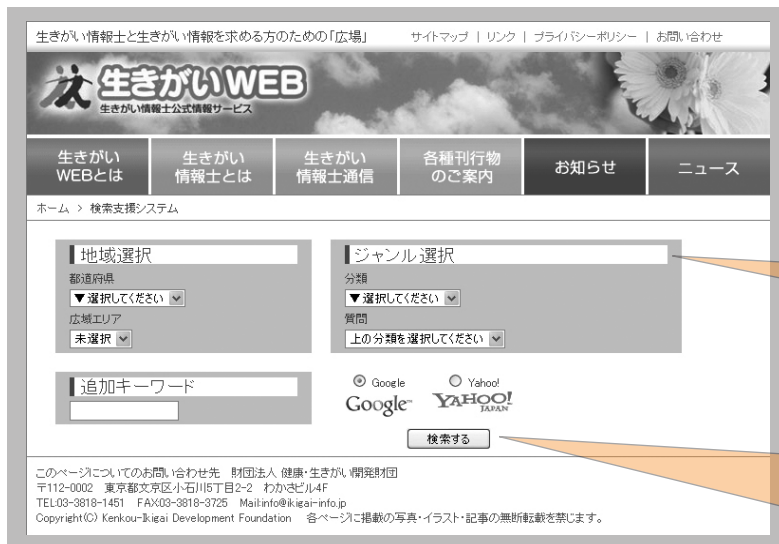 生きがい情報士と生きがい情報を求める方のための「広場」　サイトマップ | リンク | プライバシーポリシー | お問い合わせ
生きがいWEB
生きがい情報士公式情報サービス
生きがい
WEBとは
生きがい
情報士とは
生きがい
情報士通信
各種刊行物
のご案内
お知らせ
ニュース
ホーム > 検索支援システム
地域選択
都道府県
▼選択してください
広域エリア
未選択
ジャンル選択
分類
▼選択してください
質問
上の分類を選択してください
追加キーワード
Google Yahoo!
Google YAHOO!
JAPAN
検索する
このページについてのお問い合わせ先　財団法人 健康・生きがい開発財団
〒112-0002　東京都文京区小石川5丁目2-2　わかさビル4F
TEL:03-3818-1451　FAX:03-3818-3725　Mail:info@ikigai-info.jp
Copyright(C) Kenkou-Ikigai Development Foundation　各ページに掲載の写真・イラスト・記事の無断転載を禁じます。